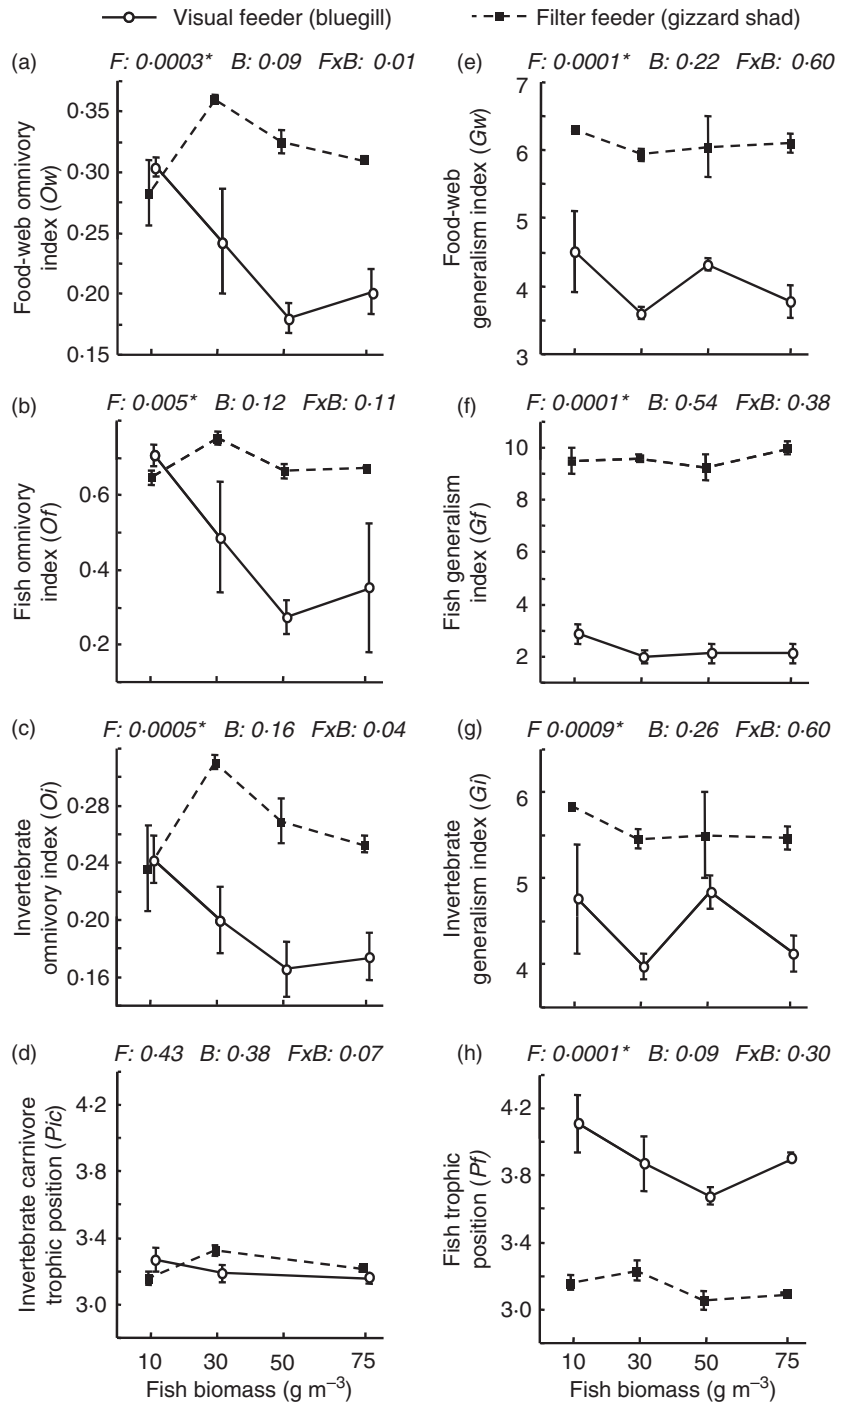 Visual feeder (bluegill) Filter feeder (gizzard shad)
(a) F: 0·0003* B: 0·09 FxB: 0·01
Food-web omnivory
index (Ow)
0·35
0·30
0·25
0·20
0·15
(e) F: 0·0001* B: 0·22 FxB: 0·60
Food-web
generalism index (Gw)
7
6
5
4
3
(b) F: 0·005* B: 0·12 FxB: 0·11
Fish omnivory
index (Of)
0·6
0·4
0·2
(f) F: 0·0001* B: 0·54 FxB: 0·38
Fish generalism
index (Gf)
10
8
6
4
2
(c) F: 0·0005* B: 0·16 FxB: 0·04
Invertebrate
omnivory index (Oi)
0·28
0·24
0·20
0·16
(g) F 0·0009* B: 0·26 FxB: 0·60
Invertebrate
generalism index (Gi)
6
5
4
(d) F: 0·43 B: 0·38 FxB: 0·07
Invertebrate carnivore
trophic position (Pic)
4·2
3·8
3·4
3·0
10 30 50 75
Fish biomass (g m⁻³)
(h) F: 0·0001* B: 0·09 FxB: 0·30
Fish trophic
position (Pf)
4·2
3·8
3·4
3·0
10 30 50 75
Fish biomass (g m⁻³)